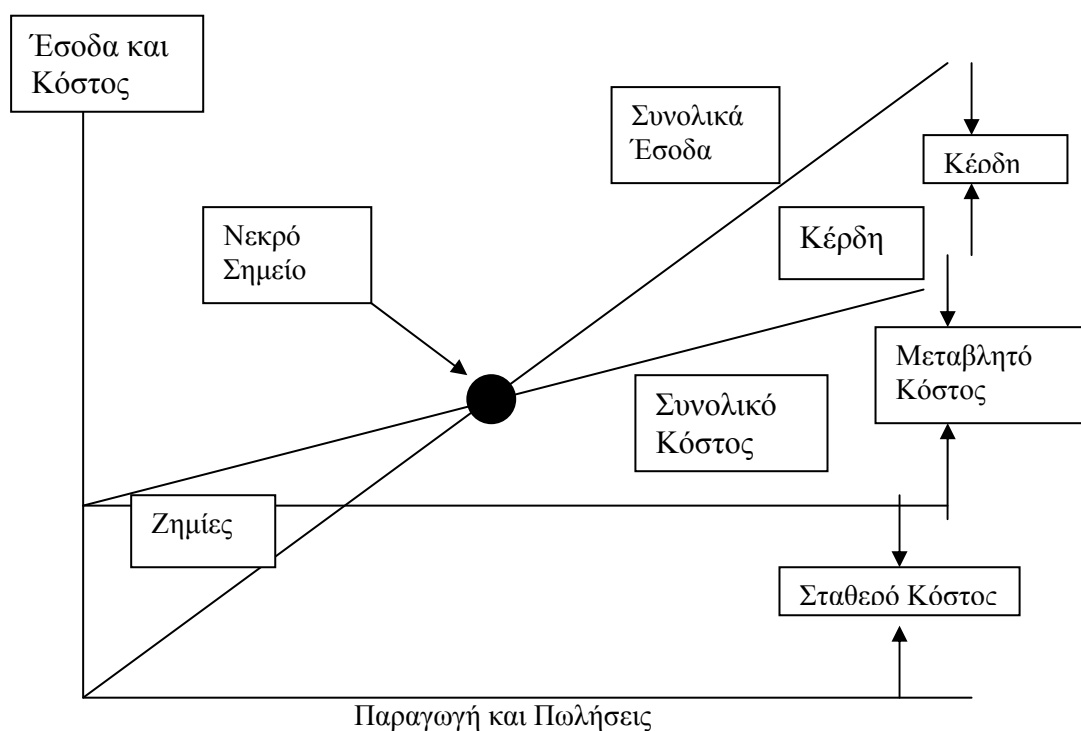 Έσοδα και
Κόστος
Συνολικά
Έσοδα
Κέρδη
Νεκρό
Σημείο
Κέρδη
Μεταβλητό
Κόστος
Συνολικό
Κόστος
Ζημίες
Σταθερό Κόστος
Παραγωγή και Πωλήσεις